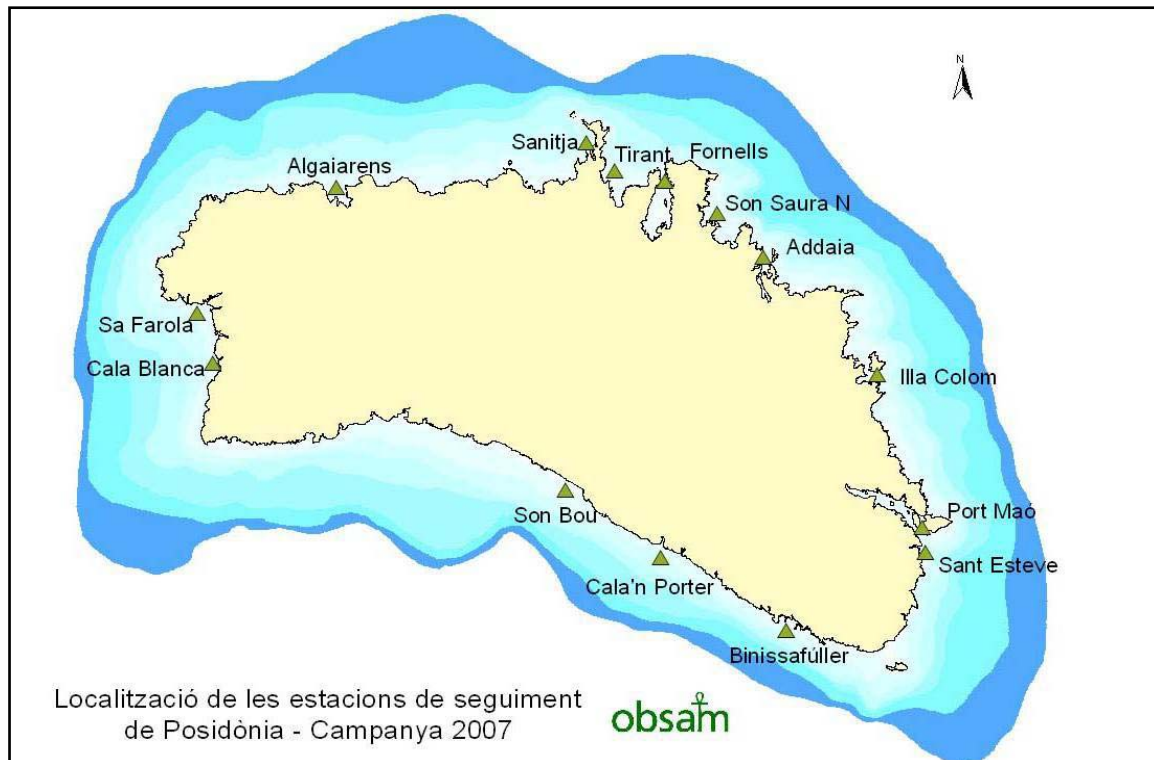 N
Sanitja
Tirant
Fornells
Algaiarens
Son Saura N
Addaia
Sa Farola
Cala Blanca
Illa Colom
Son Bou
Port Maó
Sant Esteve
Cala'n Porter
Binissafúller
Localització de les estacions de seguiment
de Posidònia - Campanya 2007
obsam